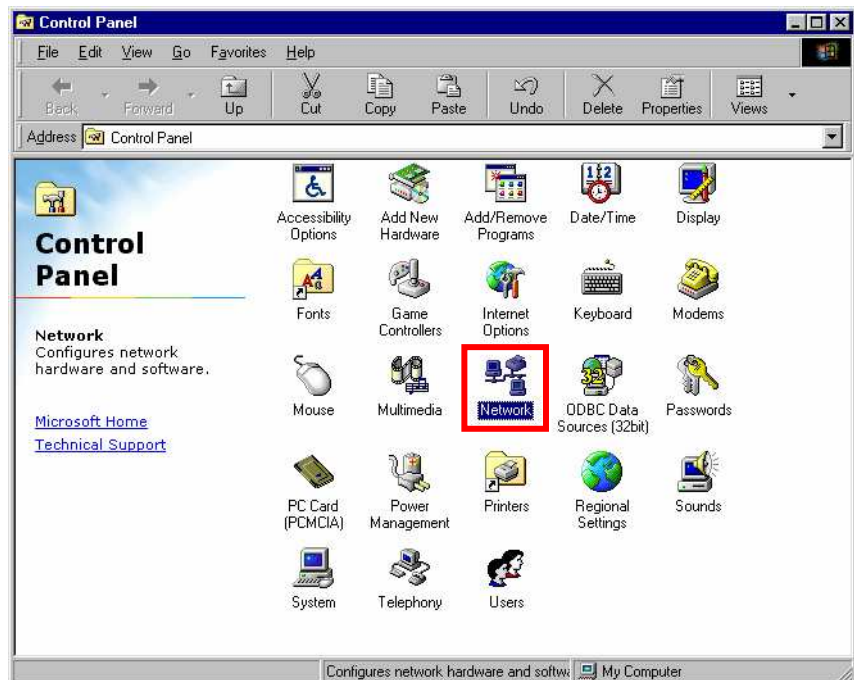 Control Panel
File Edit View Go Favorites Help
Back Forward Up Cut Copy Paste Undo Delete Properties Views
Address Control Panel
Control
Panel
Network
Configures network
hardware and software.
Microsoft Home
Technical Support
Accessibility
Options
Add New
Hardware
Add/Remove
Programs
Date/Time
Display
Fonts
Game
Controllers
Internet
Options
Keyboard
Modems
Mouse
Multimedia
Network
ODBC Data
Sources (32bit)
Passwords
PC Card
(PCMCIA)
Power
Management
Printers
Regional
Settings
Sounds
System
Telephony
Users
Configures network hardware and softw
My Computer